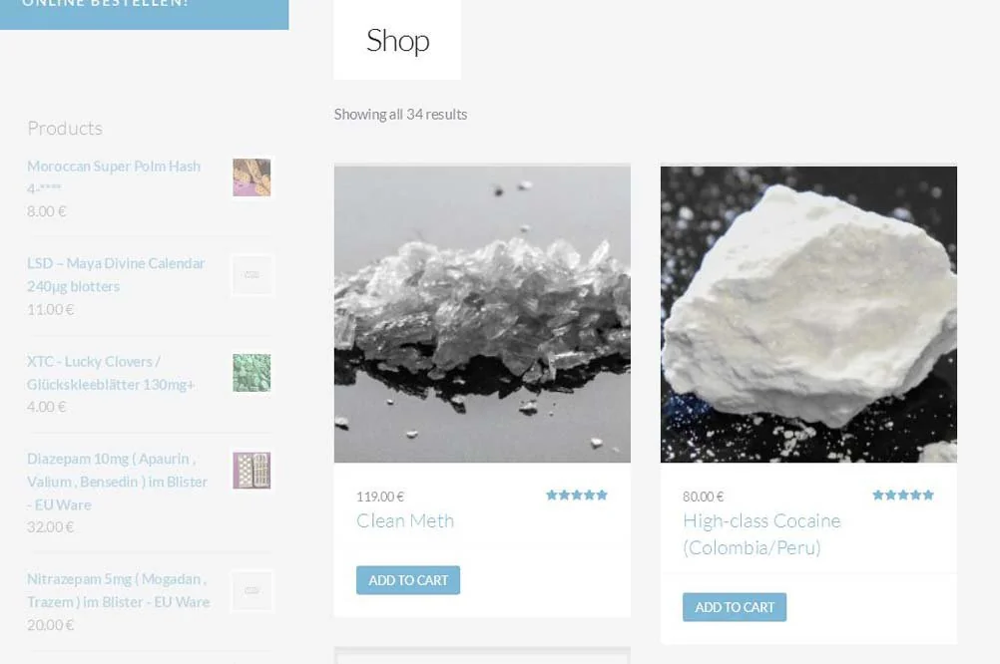 ONLINE BESTELLEN!
Shop
Showing all 34 results
Products
Moroccan Super Polm Hash
4-****
8.00 €
LSD – Maya Divine Calendar
240µg blotters
11.00 €
XTC - Lucky Clovers /
Glückskleeblätter 130mg+
4.00 €
Diazepam 10mg ( Apaurin ,
Valium , Bensedin ) im Blister
- EU Ware
32.00 €
Nitrazepam 5mg ( Mogadan ,
Trazem ) im Blister - EU Ware
20.00 €
119.00 €
Clean Meth
ADD TO CART
80.00 €
High-class Cocaine
(Colombia/Peru)
ADD TO CART